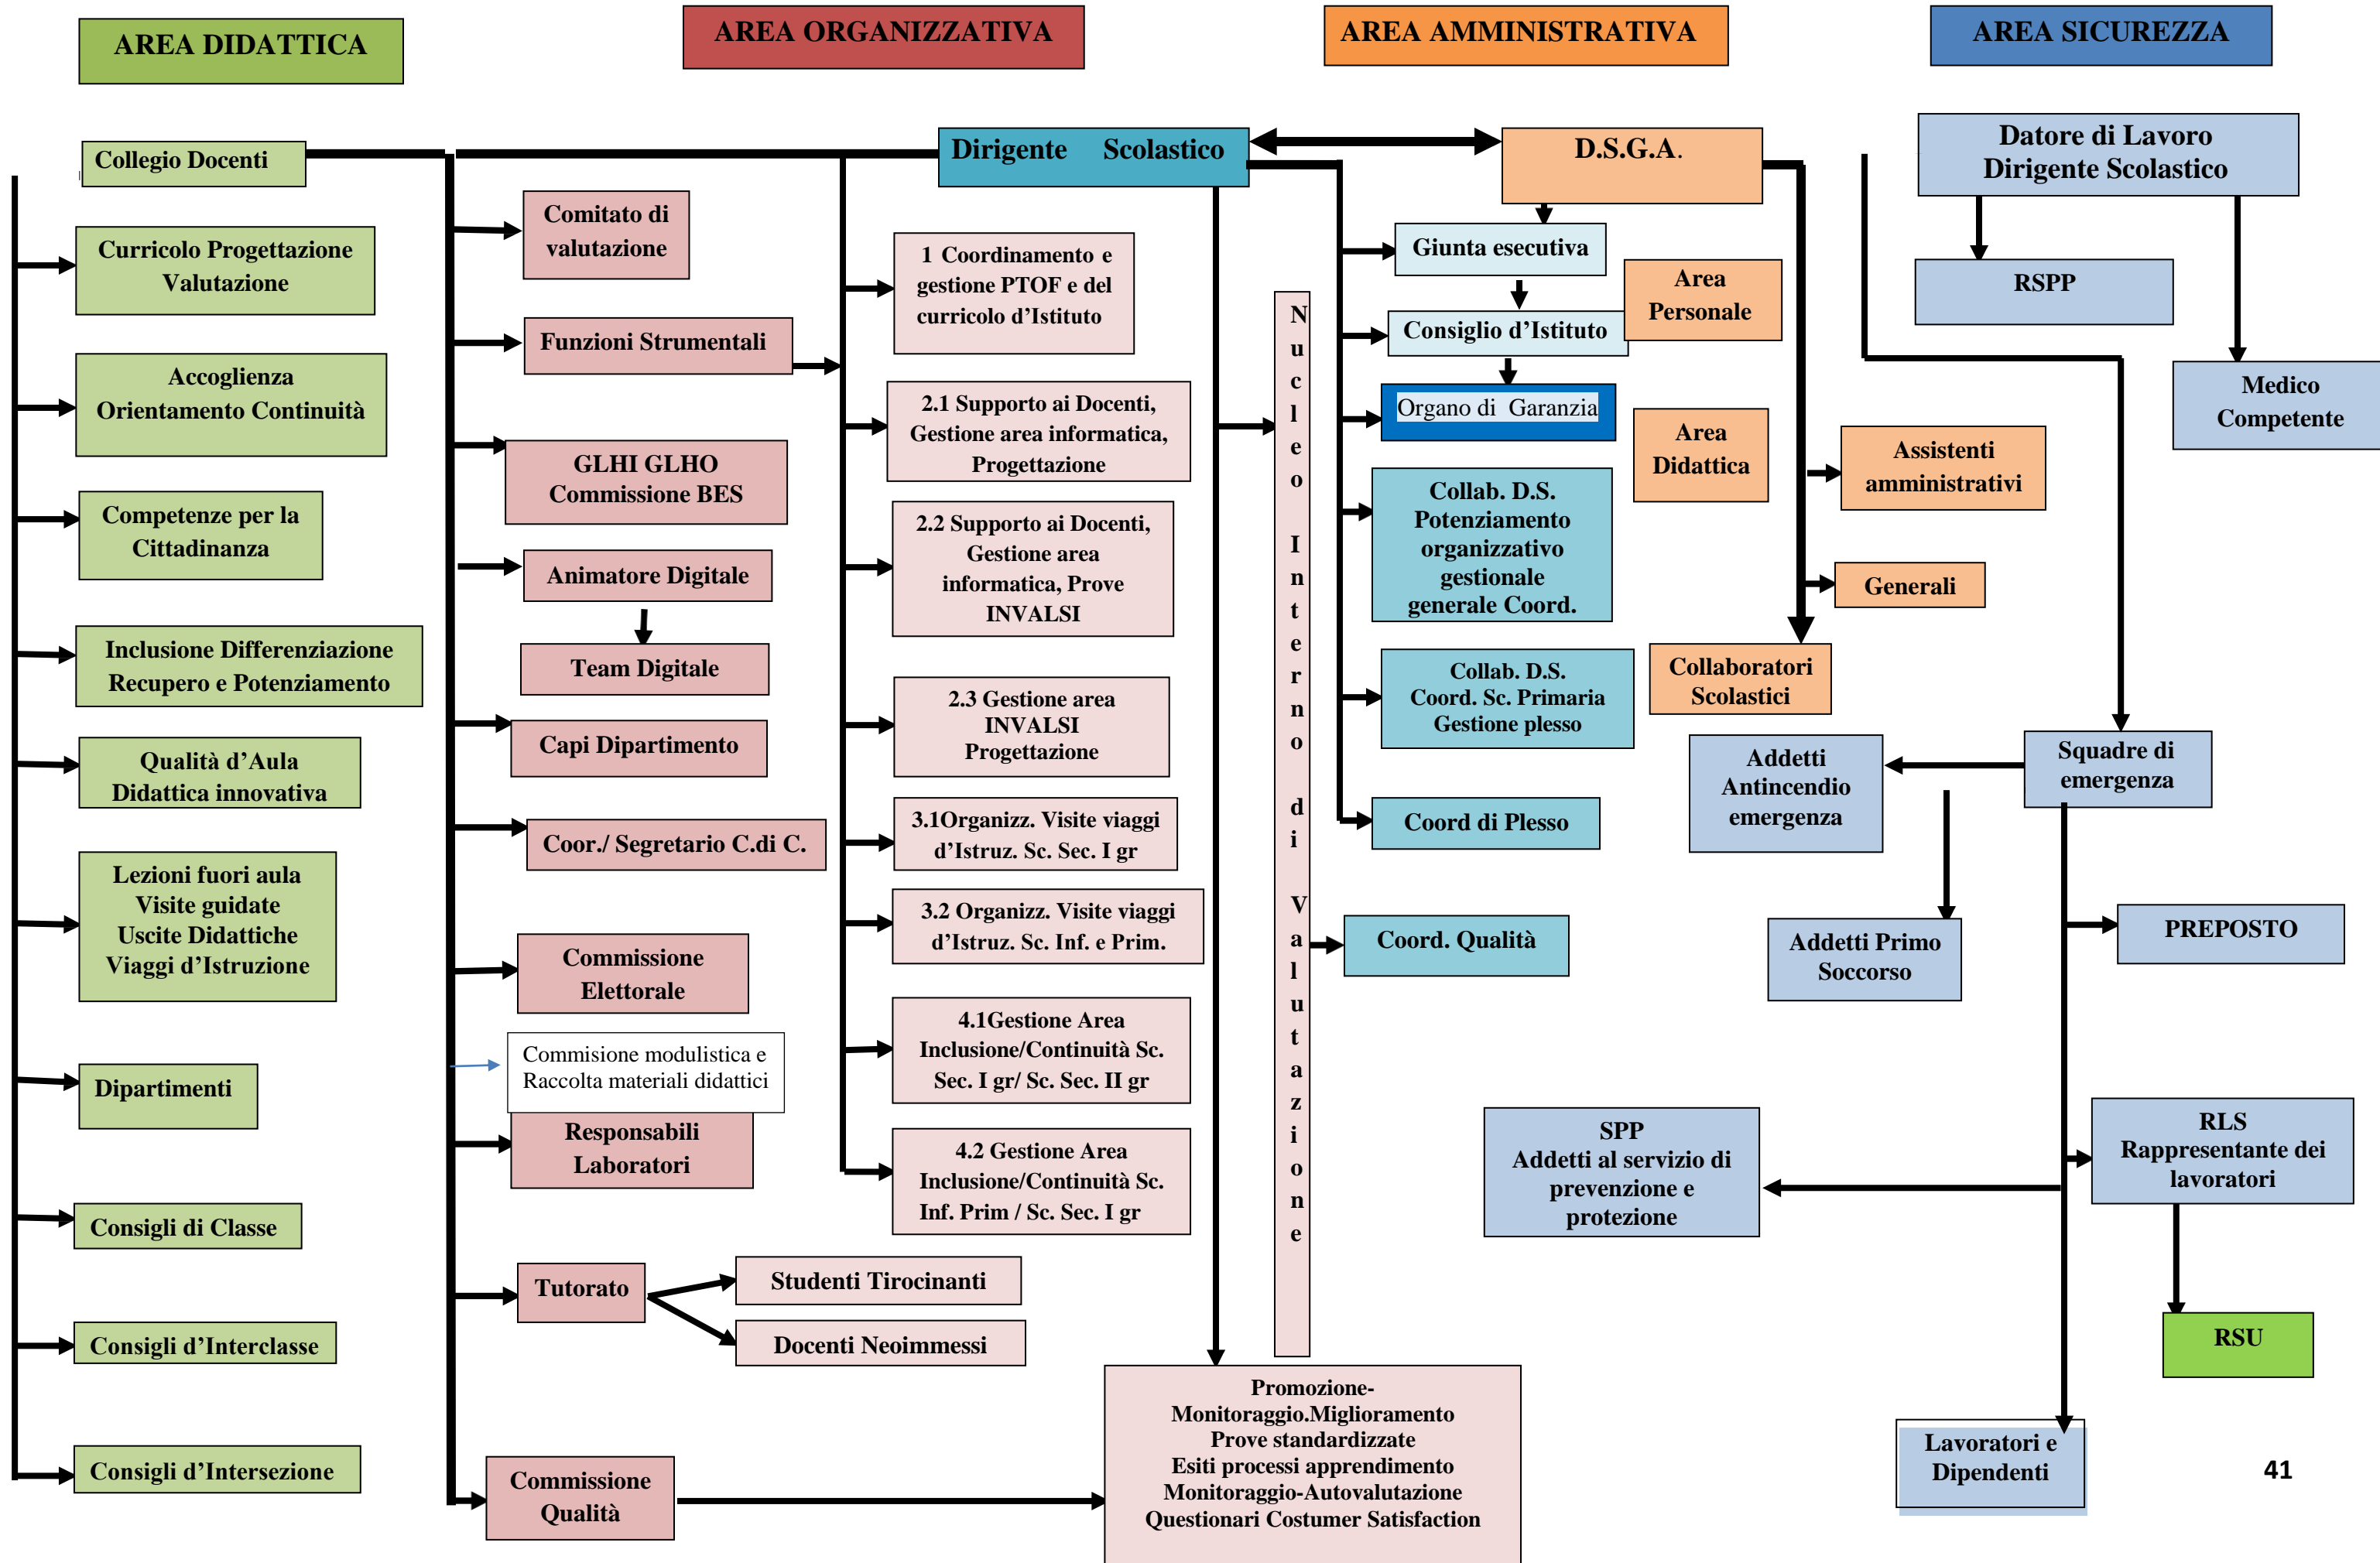 AREA DIDATTICA
AREA ORGANIZZATIVA
AREA AMMINISTRATIVA
AREA SICUREZZA
Collegio Docenti
Curricolo Progettazione
Valutazione
Accoglienza
Orientamento Continuità
Competenze per la
Cittadinanza
Inclusione Differenziazione
Recupero e Potenziamento
Qualità d’Aula
Didattica innovativa
Lezioni fuori aula
Visite guidate
Uscite Didattiche
Viaggi d’Istruzione
Dipartimenti
Consigli di Classe
Consigli d’Interclasse
Consigli d’Intersezione
Comitato di
valutazione
Funzioni Strumentali
GLHI GLHO
Commissione BES
Animatore Digitale
Team Digitale
Capi Dipartimento
Coor./ Segretario C.di C.
Commissione
Elettorale
Commisione modulistica e
Raccolta materiali didattici
Responsabili
Laboratori
Tutorato
Studenti Tirocinanti
Docenti Neoimmessi
Commissione
Qualità
Dirigente Scolastico
1 Coordinamento e
gestione PTOF e del
curricolo d’Istituto
2.1 Supporto ai Docenti,
Gestione area informatica,
Progettazione
2.2 Supporto ai Docenti,
Gestione area
informatica, Prove
INVALSI
2.3 Gestione area
INVALSI
Progettazione
3.1Organizz. Visite viaggi
d’Istruz. Sc. Sec. I gr
3.2 Organizz. Visite viaggi
d’Istruz. Sc. Inf. e Prim.
4.1Gestione Area
Inclusione/Continuità Sc.
Sec. I gr/ Sc. Sec. II gr
4.2 Gestione Area
Inclusione/Continuità Sc.
Inf. Prim / Sc. Sec. I gr
Promozione-
Monitoraggio.Miglioramento
Prove standardizzate
Esiti processi apprendimento
Monitoraggio-Autovalutazione
Questionari Costumer Satisfaction
Nucleo Interno di Valutazione
D.S.G.A.
Giunta esecutiva
Consiglio d’Istituto
Organo di Garanzia
Collab. D.S.
Potenziamento
organizzativo
gestionale
generale Coord.
Collab. D.S.
Coord. Sc. Primaria
Gestione plesso
Coord di Plesso
Coord. Qualità
Area
Personale
Area
Didattica
Assistenti
amministrativi
Generali
Collaboratori
Scolastici
Datore di Lavoro
Dirigente Scolastico
RSPP
Medico
Competente
Squadre di
emergenza
Addetti
Antincendio
emergenza
Addetti Primo
Soccorso
PREPOSTO
SPP
Addetti al servizio di
prevenzione e
protezione
RLS
Rappresentante dei
lavoratori
RSU
Lavoratori e
Dipendenti
41